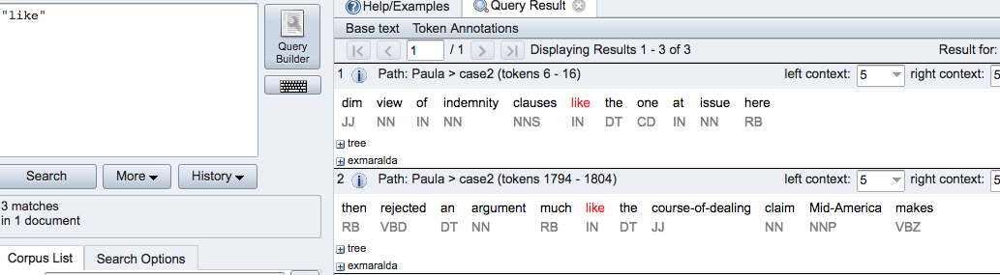 "like"
Query
Builder
Search More History
3 matches
in 1 document
Corpus List Search Options
Help/Examples Query Result
Base text Token Annotations
1 / 1 Displaying Results 1 - 3 of 3 Result for:
1 Path: Paula > case2 (tokens 6 - 16) left context: 5 right context: 5
dim view of indemnity clauses like the one at issue here
JJ NN IN NN NNS IN DT CD IN NN RB
tree
exmaralda
2 Path: Paula > case2 (tokens 1794 - 1804) left context: 5 right context: 5
then rejected an argument much like the course-of-dealing claim Mid-America makes
RB VBD DT NN RB IN DT JJ NN NNP VBZ
tree
exmaralda